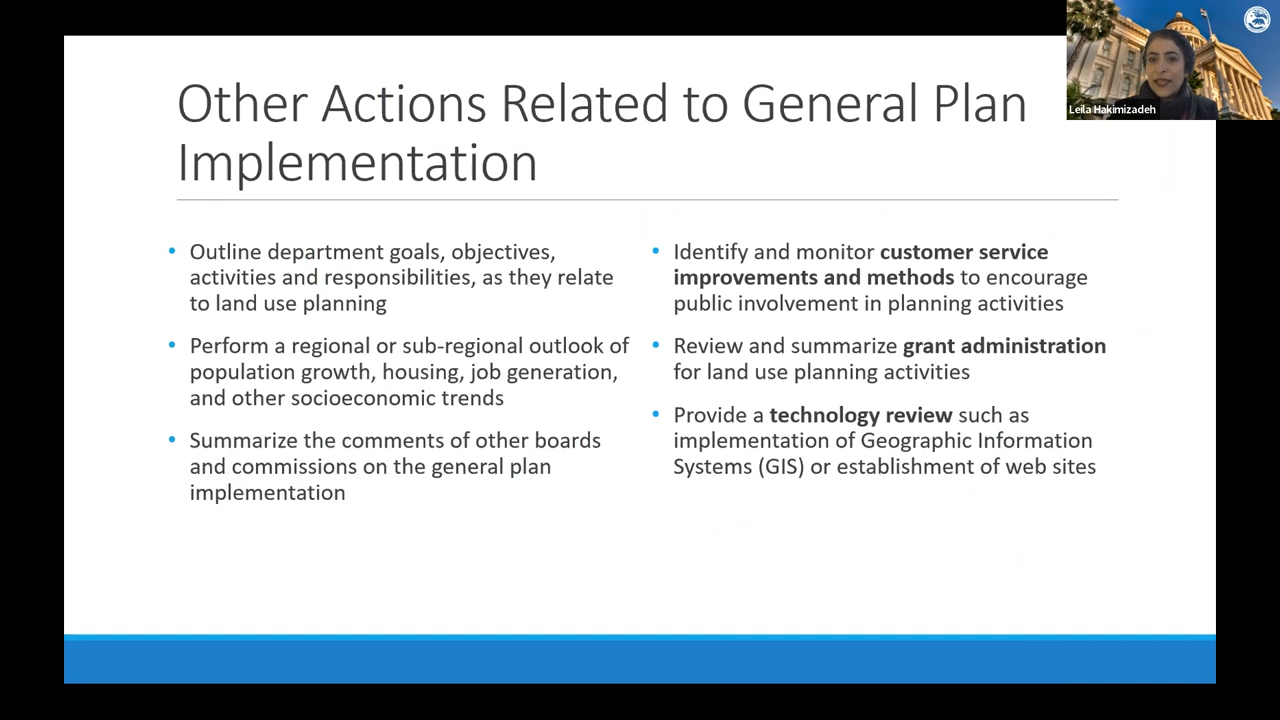 Other Actions Related to General Plan
Implementation
• Outline department goals, objectives,
activities and responsibilities, as they relate
to land use planning
• Perform a regional or sub-regional outlook of
population growth, housing, job generation,
and other socioeconomic trends
• Summarize the comments of other boards
and commissions on the general plan
implementation
• Identify and monitor customer service
improvements and methods to encourage
public involvement in planning activities
• Review and summarize grant administration
for land use planning activities
• Provide a technology review such as
implementation of Geographic Information
Systems (GIS) or establishment of web sites
Leila Hakimizadeh